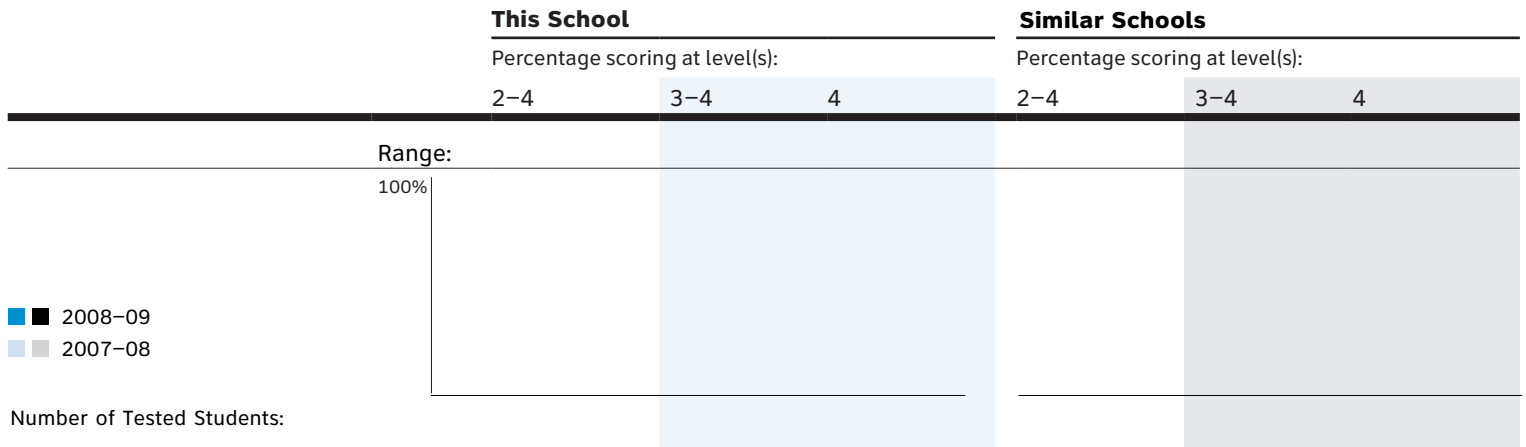 This School Similar Schools
Percentage scoring at level(s): Percentage scoring at level(s):
2–4 3–4 4 2–4 3–4 4
Range:
100%
2008–09
2007–08
Number of Tested Students: